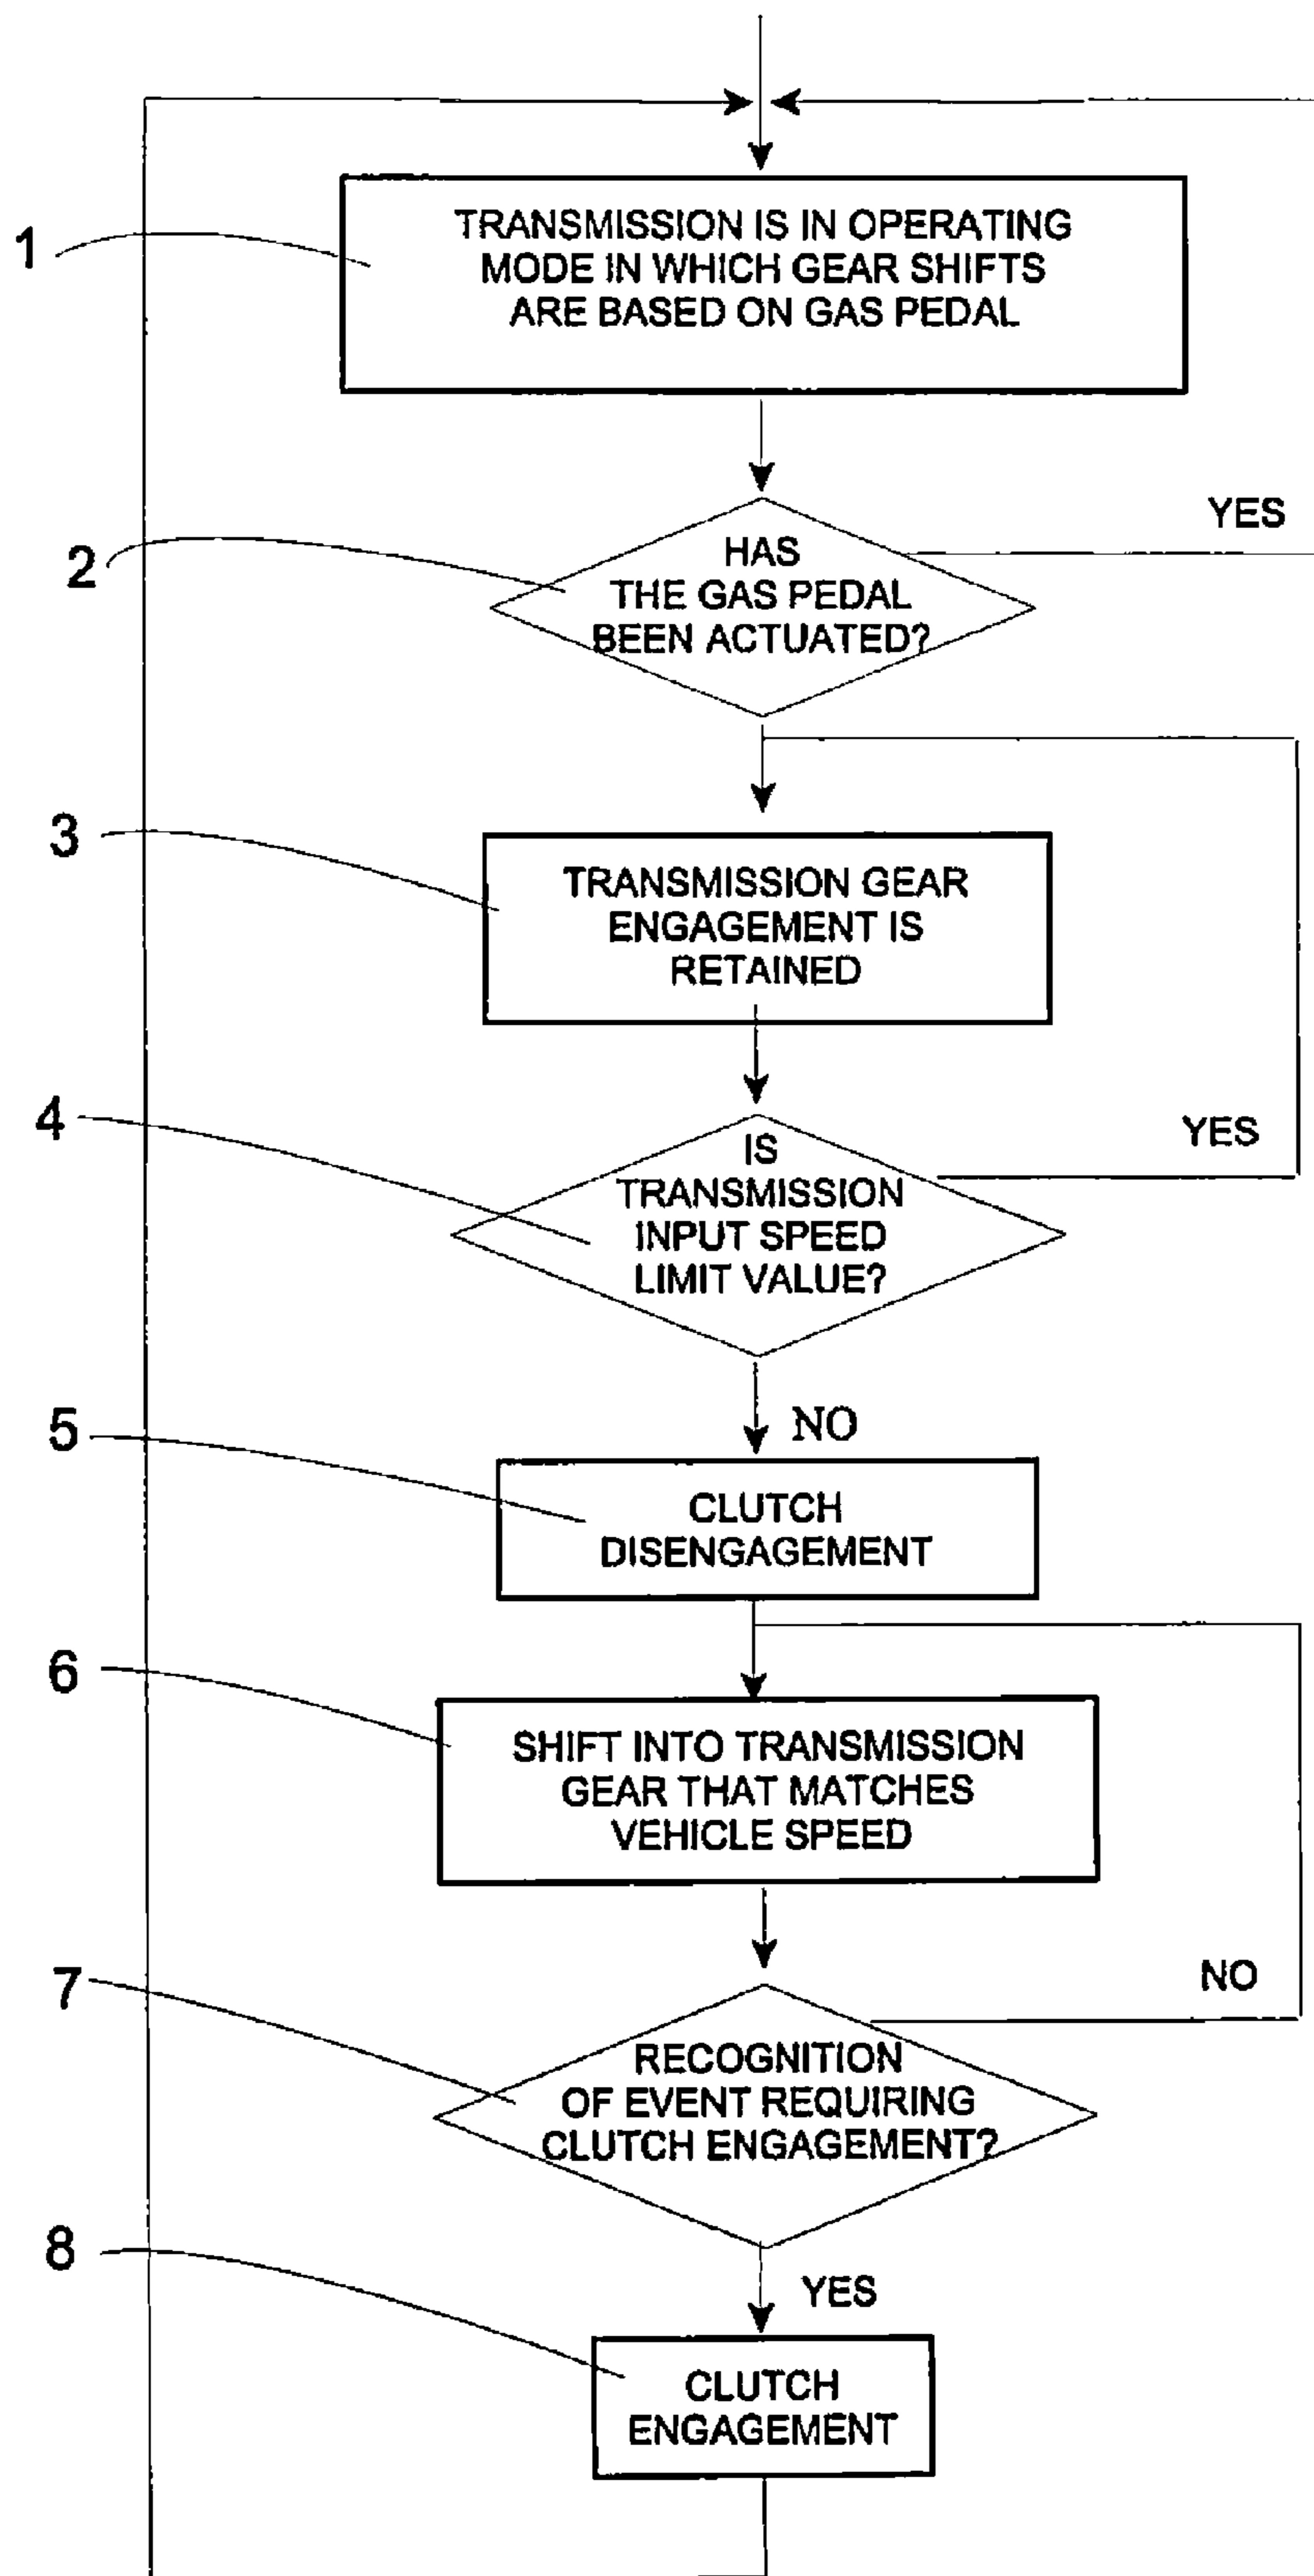 1
TRANSMISSION IS IN OPERATING
MODE IN WHICH GEAR SHIFTS
ARE BASED ON GAS PEDAL
YES
2
HAS
THE GAS PEDAL
BEEN ACTUATED?
3
TRANSMISSION GEAR
ENGAGEMENT IS
RETAINED
4
YES
IS
TRANSMISSION
INPUT SPEED
LIMIT VALUE?
NO
5
CLUTCH
DISENGAGEMENT
6
SHIFT INTO TRANSMISSION
GEAR THAT MATCHES
VEHICLE SPEED
7
NO
RECOGNITION
OF EVENT REQUIRING
CLUTCH ENGAGEMENT?
8
YES
CLUTCH
ENGAGEMENT